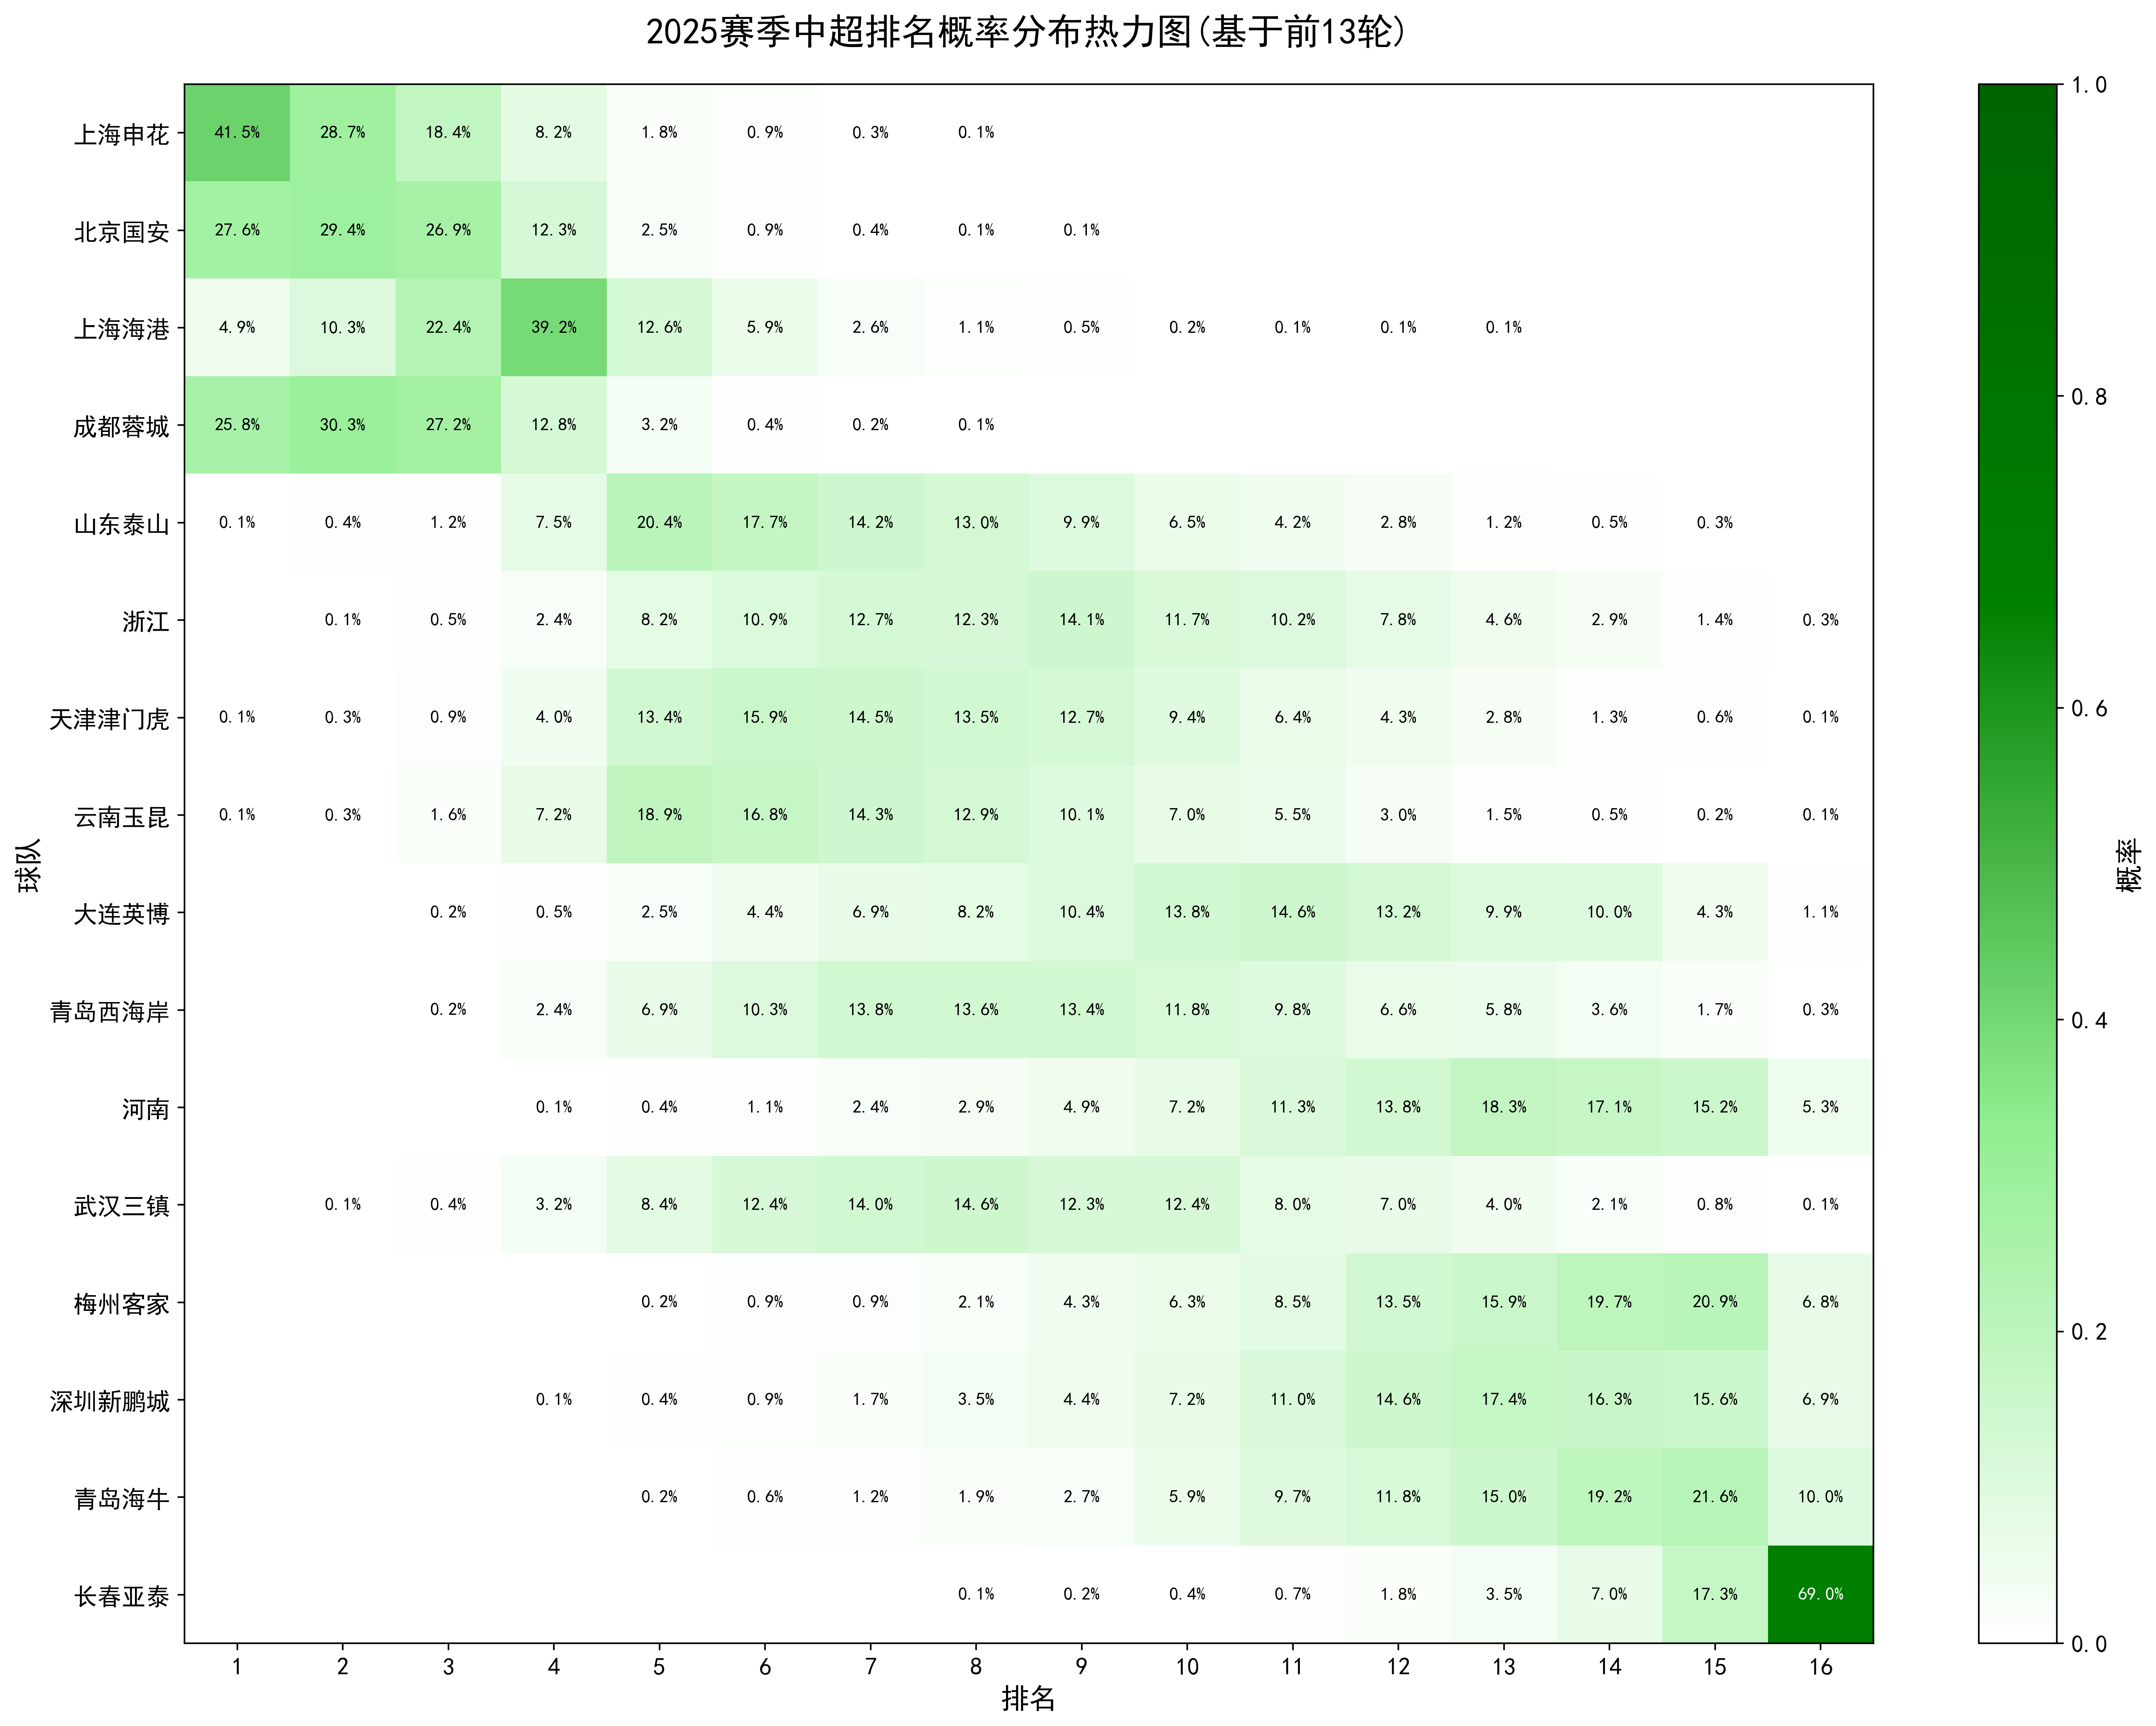 2025赛季中超排名概率分布热力图(基于前13轮)
上海申花 41.5% 28.7% 18.4% 8.2% 1.8% 0.9% 0.3% 0.1%
北京国安 27.6% 29.4% 26.9% 12.3% 2.5% 0.9% 0.4% 0.1% 0.1%
上海海港 4.9% 10.3% 22.4% 39.2% 12.6% 5.9% 2.6% 1.1% 0.5% 0.2% 0.1% 0.1% 0.1%
成都蓉城 25.8% 30.3% 27.2% 12.8% 3.2% 0.4% 0.2% 0.1%
山东泰山 0.1% 0.4% 1.2% 7.5% 20.4% 17.7% 14.2% 13.0% 9.9% 6.5% 4.2% 2.8% 1.2% 0.5% 0.3%
浙江 0.1% 0.5% 2.4% 8.2% 10.9% 12.7% 12.3% 14.1% 11.7% 10.2% 7.8% 4.6% 2.9% 1.4% 0.3%
天津津门虎 0.1% 0.3% 0.9% 4.0% 13.4% 15.9% 14.5% 13.5% 12.7% 9.4% 6.4% 4.3% 2.8% 1.3% 0.6% 0.1%
云南玉昆 0.1% 0.3% 1.6% 7.2% 18.9% 16.8% 14.3% 12.9% 10.1% 7.0% 5.5% 3.0% 1.5% 0.5% 0.2% 0.1%
大连英博 0.2% 0.5% 2.5% 4.4% 6.9% 8.2% 10.4% 13.8% 14.6% 13.2% 9.9% 10.0% 4.3% 1.1%
青岛西海岸 0.2% 2.4% 6.9% 10.3% 13.8% 13.6% 13.4% 11.8% 9.8% 6.6% 5.8% 3.6% 1.7% 0.3%
河南 0.1% 0.4% 1.1% 2.4% 2.9% 4.9% 7.2% 11.3% 13.8% 18.3% 17.1% 15.2% 5.3%
武汉三镇 0.1% 0.4% 3.2% 8.4% 12.4% 14.0% 14.6% 12.3% 12.4% 8.0% 7.0% 4.0% 2.1% 0.8% 0.1%
梅州客家 0.2% 0.9% 0.9% 2.1% 4.3% 6.3% 8.5% 13.5% 15.9% 19.7% 20.9% 6.8%
深圳新鹏城 0.1% 0.4% 0.9% 1.7% 3.5% 4.4% 7.2% 11.0% 14.6% 17.4% 16.3% 15.6% 6.9%
青岛海牛 0.2% 0.6% 1.2% 1.9% 2.7% 5.9% 9.7% 11.8% 15.0% 19.2% 21.6% 10.0%
长春亚泰 0.1% 0.2% 0.4% 0.7% 1.8% 3.5% 7.0% 17.3% 69.0%
1 2 3 4 5 6 7 8 9 10 11 12 13 14 15 16
排名
球队
1.0
0.8
0.6
0.4
0.2
0.0
概率